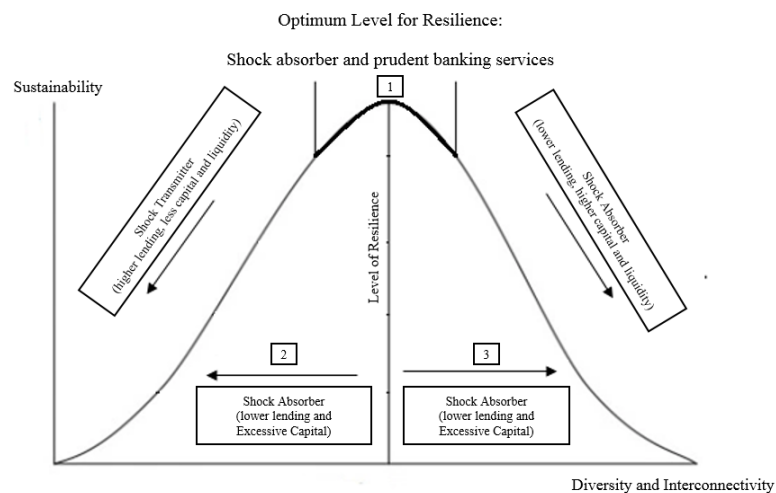 Optimum Level for Resilience:
Shock absorber and prudent banking services
Sustainability
1
Shock Transmitter
(higher lending, less capital and liquidity)
Shock Absorber
(lower lending, higher capital and liquidity)
Level of Resilience
2
3
Shock Absorber
(lower lending and
Excessive Capital)
Shock Absorber
(lower lending and
Excessive Capital)
Diversity and Interconnectivity